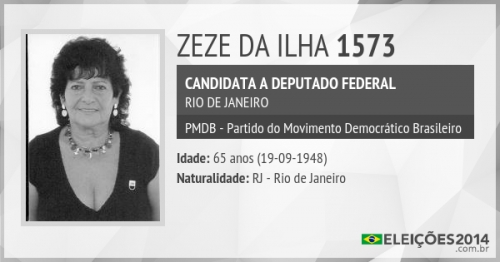 ZEZE DA ILHA 1573
CANDIDATA A DEPUTADO FEDERAL
RIO DE JANEIRO
PMDB - Partido do Movimento Democrático Brasileiro
Idade: 65 anos (19-09-1948)
Naturalidade: RJ - Rio de Janeiro
ELEIÇÕES2014
.com.br